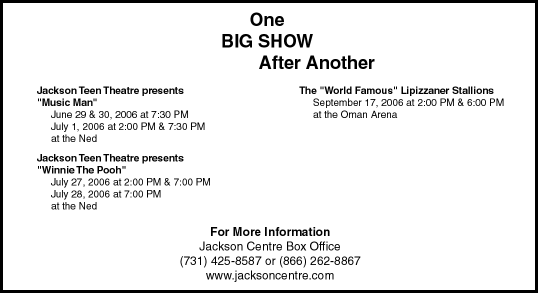 One
BIG SHOW
After Another
Jackson Teen Theatre presents
"Music Man"
June 29 & 30, 2006 at 7:30 PM
July 1, 2006 at 2:00 PM & 7:30 PM
at the Ned
Jackson Teen Theatre presents
"Winnie The Pooh"
July 27, 2006 at 2:00 PM & 7:00 PM
July 28, 2006 at 7:00 PM
at the Ned
The "World Famous" Lipizzaner Stallions
September 17, 2006 at 2:00 PM & 6:00 PM
at the Oman Arena
For More Information
Jackson Centre Box Office
(731) 425-8587 or (866) 262-8867
www.jacksoncentre.com